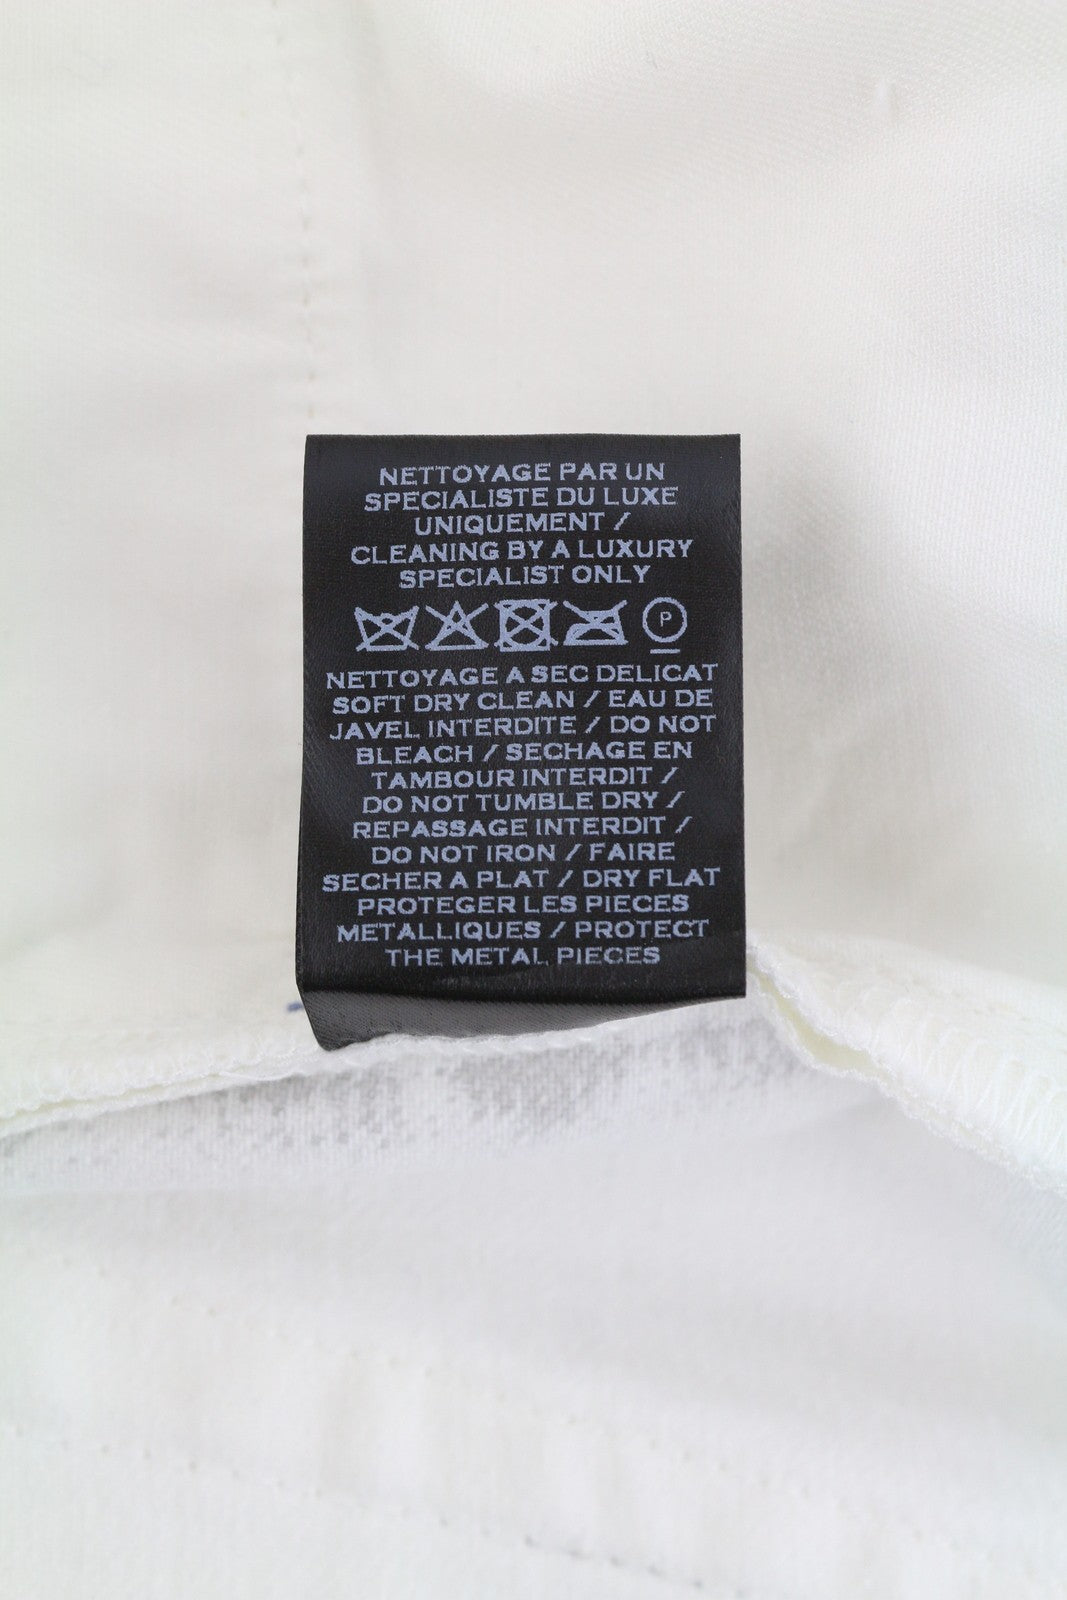 NETTOYAGE PAR UN
SPECIALISTE DU LUXE
UNIQUEMENT /
CLEANING BY A LUXURY
SPECIALIST ONLY
P
NETTOYAGE A SEC DELICAT
SOFT DRY CLEAN / EAU DE
JAVEL INTERDITE / DO NOT
BLEACH / SECHAGE EN
TAMBOUR INTERDIT /
DO NOT TUMBLE DRY /
REPASSAGE INTERDIT /
DO NOT IRON / FAIRE
SECHER A PLAT / DRY FLAT
PROTEGER LES PIECES
METALLIQUES / PROTECT
THE METAL PIECES